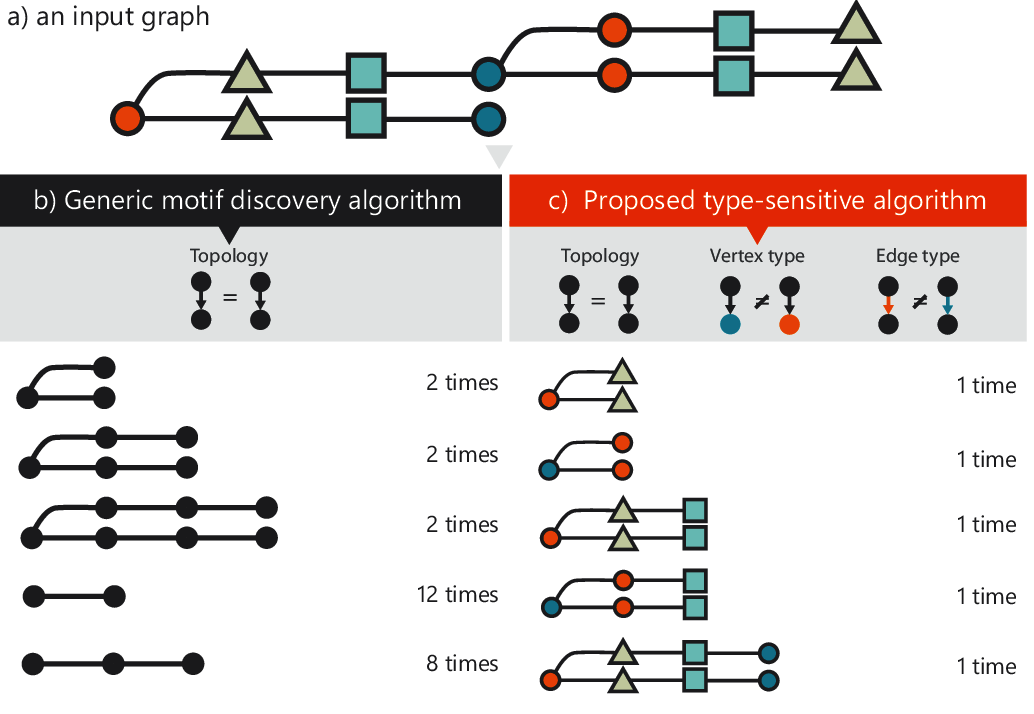 a) an input graph
b) Generic motif discovery algorithm
Topology
=
2 times
2 times
2 times
12 times
8 times
c) Proposed type-sensitive algorithm
Topology
Vertex type
Edge type
= ≠ ≠
1 time
1 time
1 time
1 time
1 time